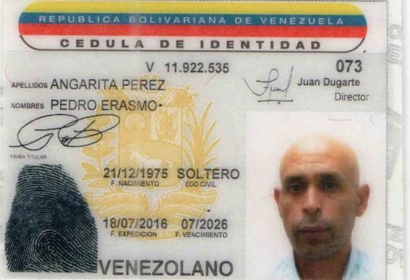 REPUBLICA BOLIVARIANA DE VENEZUELA
CEDULA DE IDENTIDAD
V 11.922.535
073
APELLIDOS ANGARITA PEREZ
Juan Dugarte
Director
NOMBRES PEDRO ERASMO
FIRMA TITULAR
21/12/1975 SOLTERO
F. NACIMIENTO EDO CIVIL
18/07/2016 07/2026
F. EXPEDICION F. VENCIMIENTO
VENEZOLANO